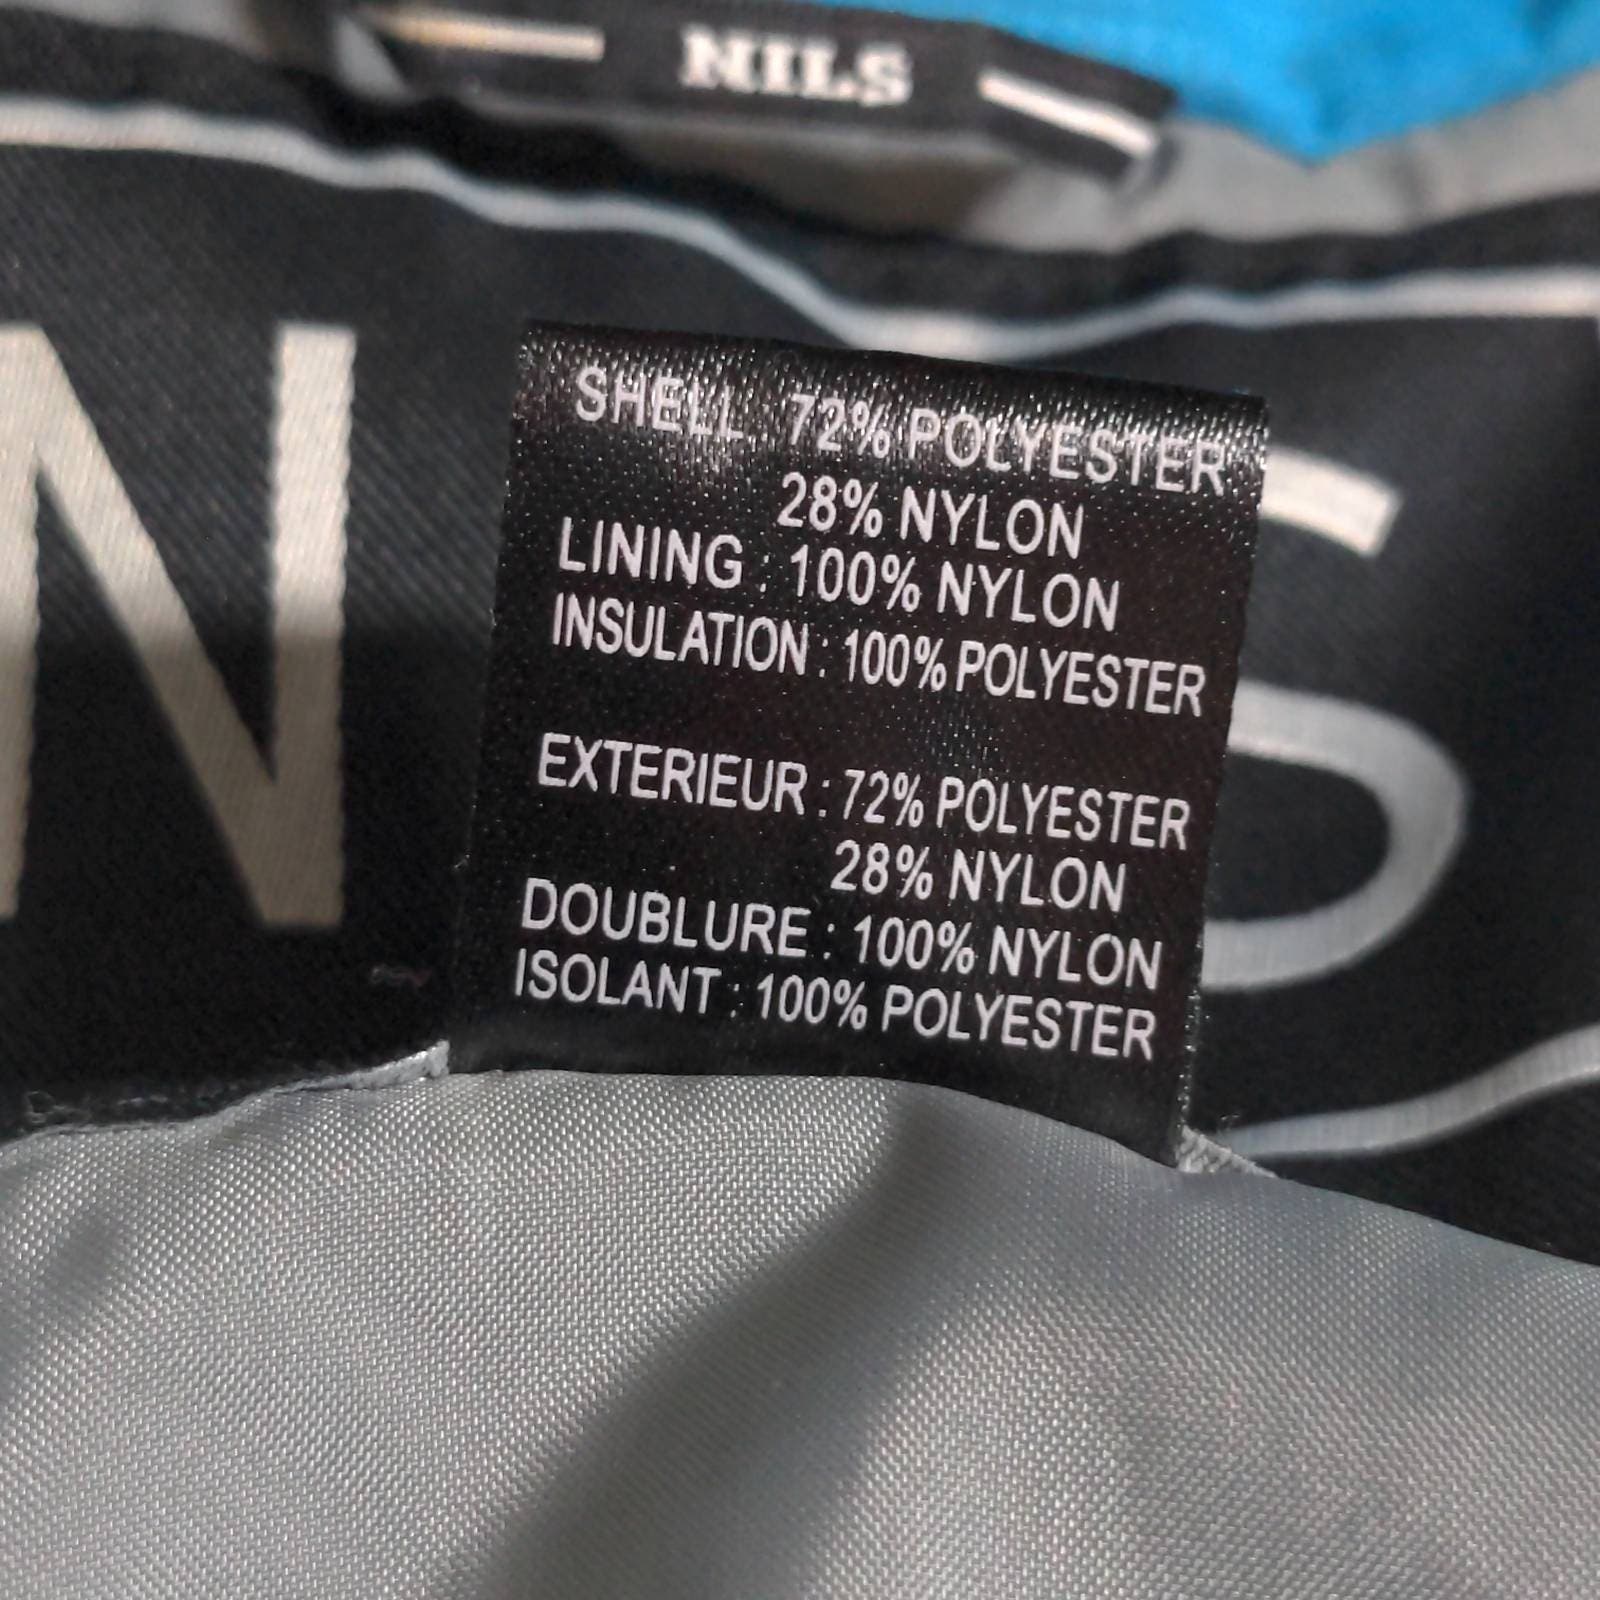 NILS
N S
SHELL : 72% POLYESTER
28% NYLON
LINING : 100% NYLON
INSULATION : 100% POLYESTER
EXTERIEUR : 72% POLYESTER
28% NYLON
DOUBLURE : 100% NYLON
ISOLANT : 100% POLYESTER